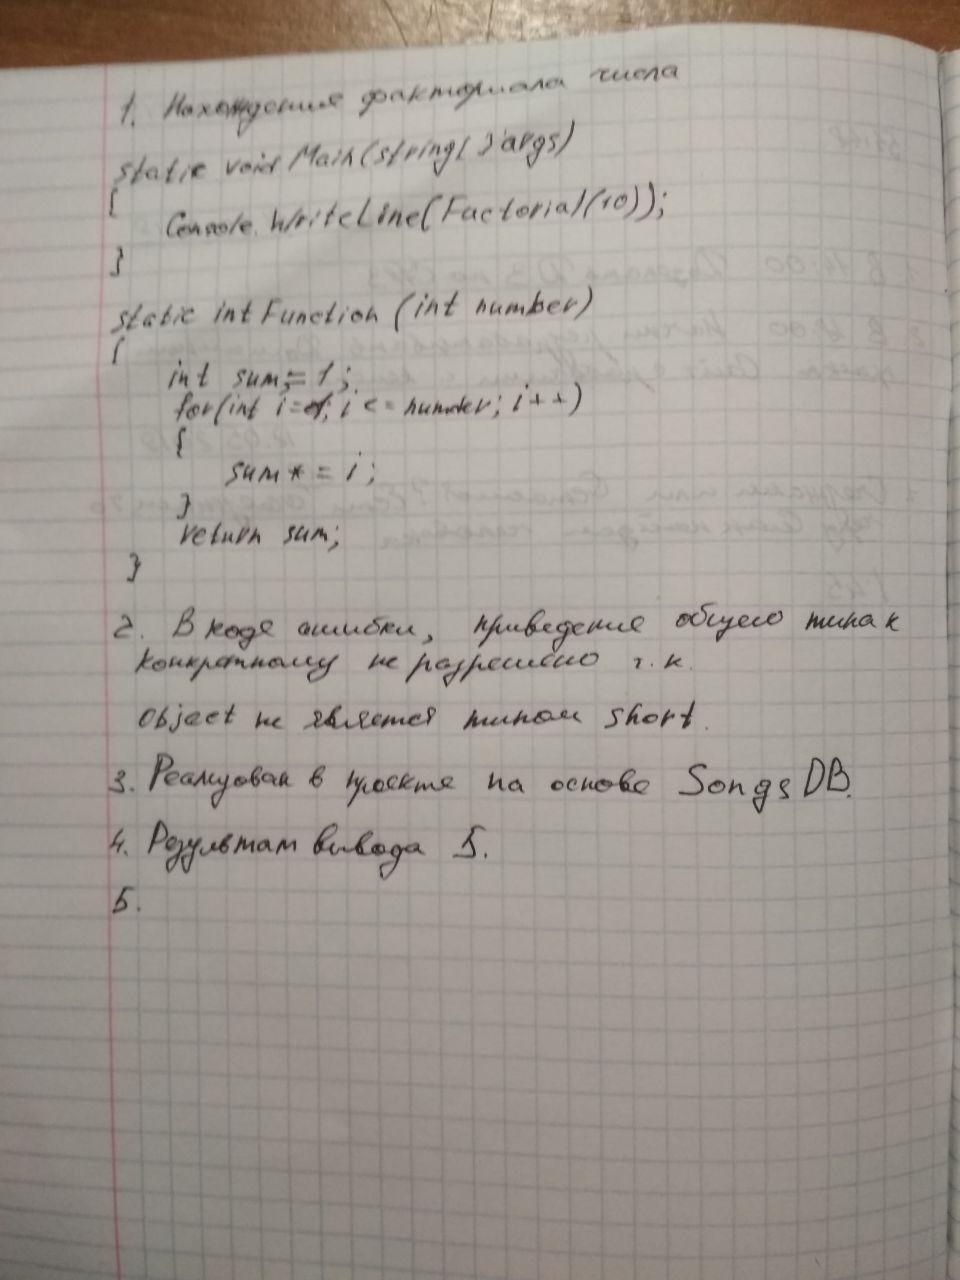 1. Нахождение факториала числа
static void Main(string[] args)
{
Console.WriteLine(Factorial(10));
}
static int Function (int number)
{
int sum = 1;
for(int i=1; i <= number; i++)
{
sum *= i;
}
return sum;
}
2. В коде ошибки, приведение общего типа к
конкретному не разрешено т.к.
object не является типом short.
3. Реализован в проекте на основе SongsDB.
4. Результат вывода 5.
5.